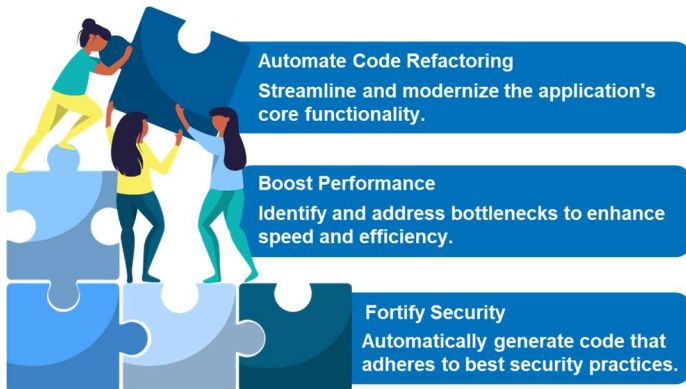 Automate Code Refactoring
Streamline and modernize the application's
core functionality.
Boost Performance
Identify and address bottlenecks to enhance
speed and efficiency.
Fortify Security
Automatically generate code that
adheres to best security practices.